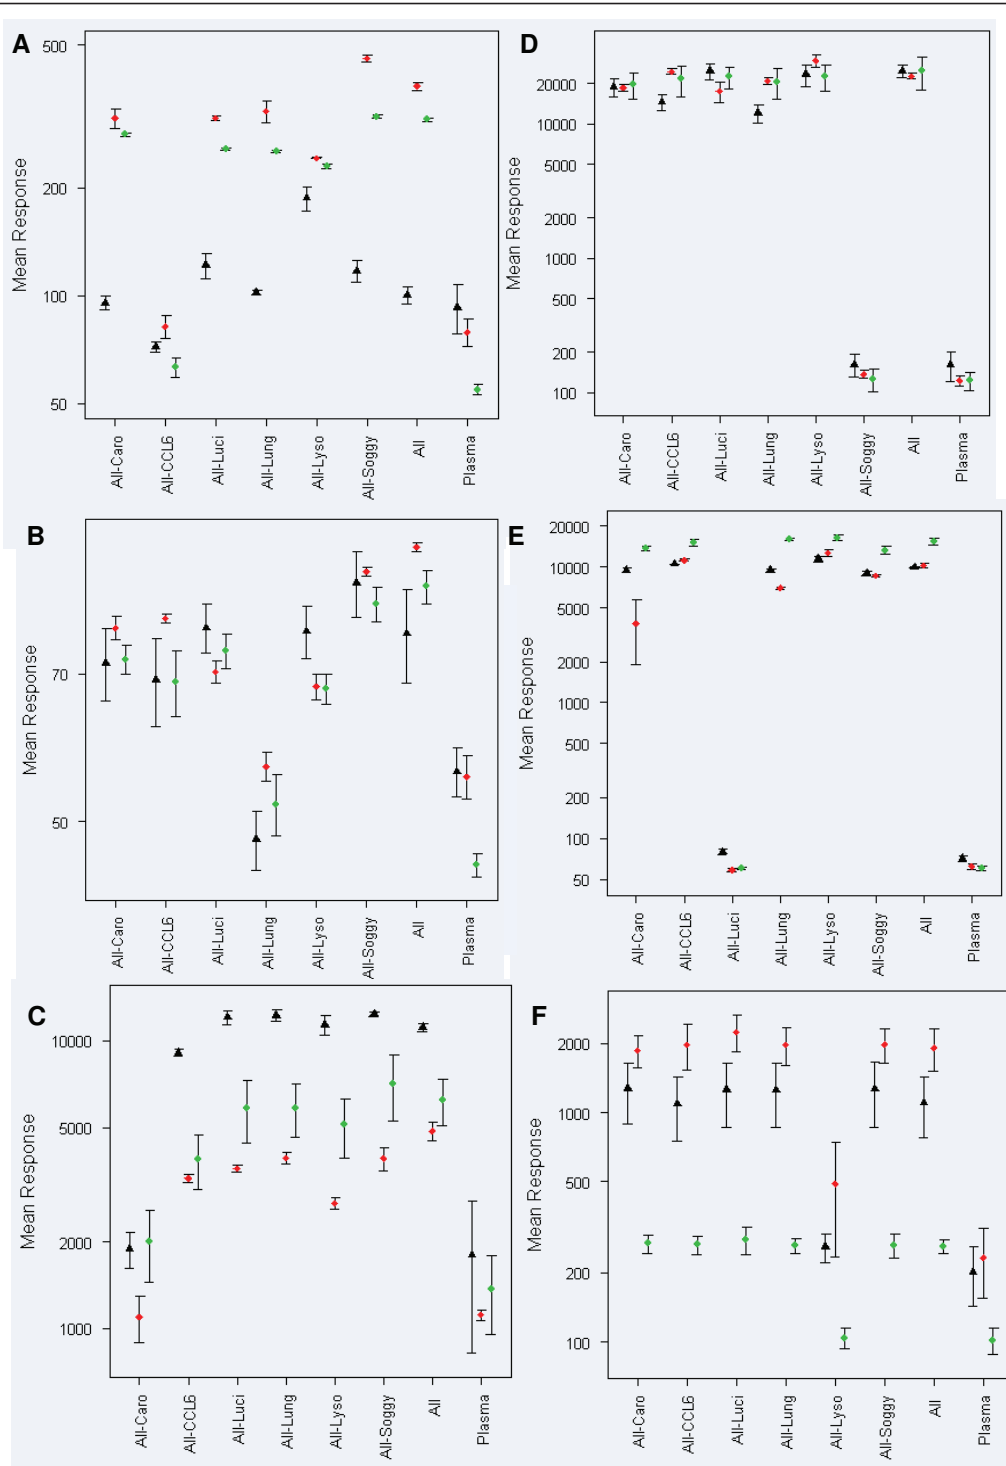 A
Mean Response
500
200
100
50
All-Caro
All-CCL6
All-Luci
All-Lung
All-Lyso
All-Soggy
All
Plasma
B
Mean Response
70
50
All-Caro
All-CCL6
All-Luci
All-Lung
All-Lyso
All-Soggy
All
Plasma
C
Mean Response
10000
5000
2000
1000
All-Caro
All-CCL6
All-Luci
All-Lung
All-Lyso
All-Soggy
All
Plasma
D
Mean Response
20000
10000
5000
2000
1000
500
200
100
All-Caro
All-CCL6
All-Luci
All-Lung
All-Lyso
All-Soggy
All
Plasma
E
Mean Response
20000
10000
5000
2000
1000
500
200
100
50
All-Caro
All-CCL6
All-Luci
All-Lung
All-Lyso
All-Soggy
All
Plasma
F
Mean Response
2000
1000
500
200
100
All-Caro
All-CCL6
All-Luci
All-Lung
All-Lyso
All-Soggy
All
Plasma